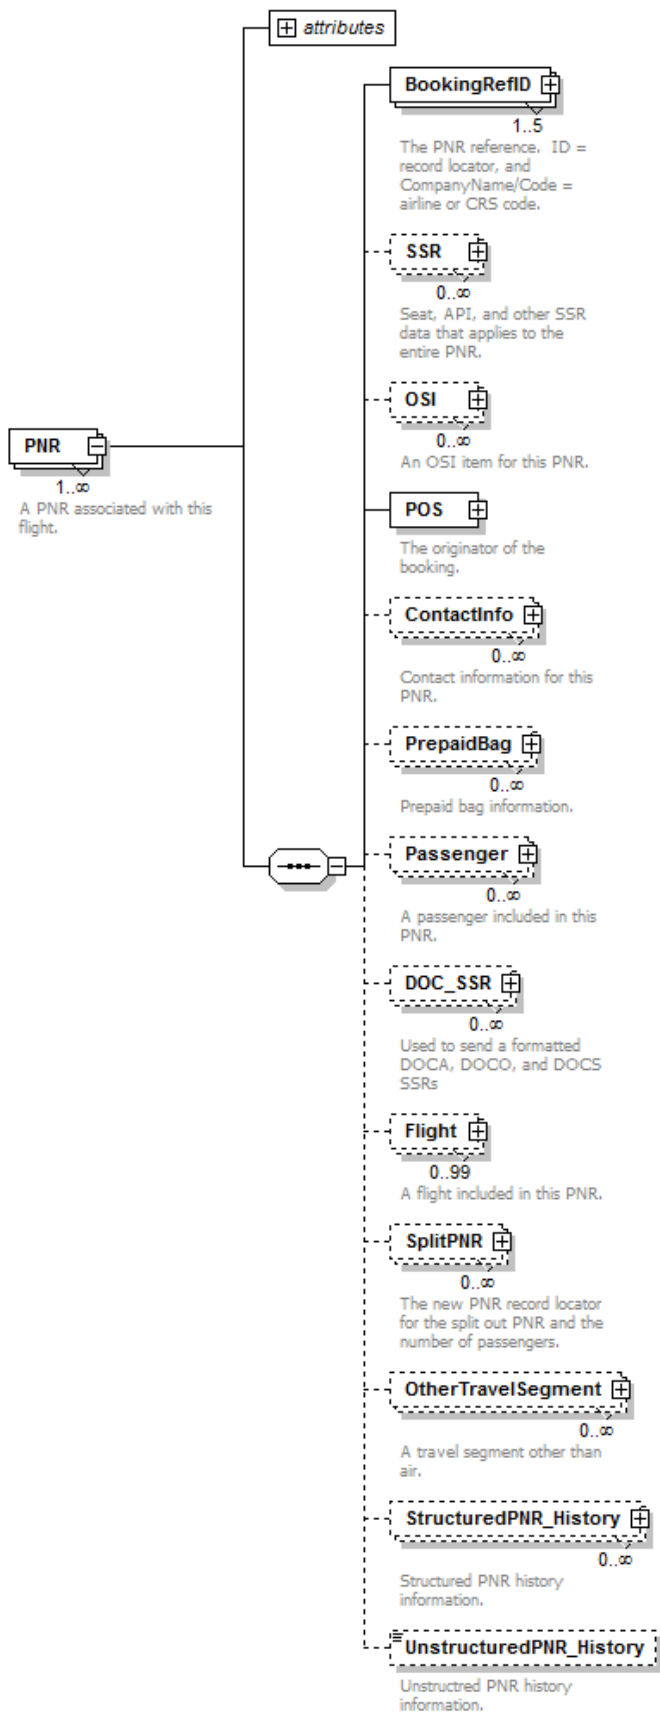 attributes
BookingRefID
1..5
The PNR reference.  ID =
record locator, and
CompanyName/Code =
airline or CRS code.
SSR
0..∞
Seat, API, and other SSR
data that applies to the
entire PNR.
OSI
0..∞
An OSI item for this PNR.
PNR
1..∞
A PNR associated with this
flight.
POS
The originator of the
booking.
ContactInfo
0..∞
Contact information for this
PNR.
PrepaidBag
0..∞
Prepaid bag information.
Passenger
0..∞
A passenger included in this
PNR.
DOC_SSR
0..∞
Used to send a formatted
DOCA, DOCO, and DOCS
SSRs
Flight
0..99
A flight included in this PNR.
SplitPNR
0..∞
The new PNR record locator
for the split out PNR and the
number of passengers.
OtherTravelSegment
0..∞
A travel segment other than
air.
StructuredPNR_History
0..∞
Structured PNR history
information.
UnstructuredPNR_History
Unstructred PNR history
information.